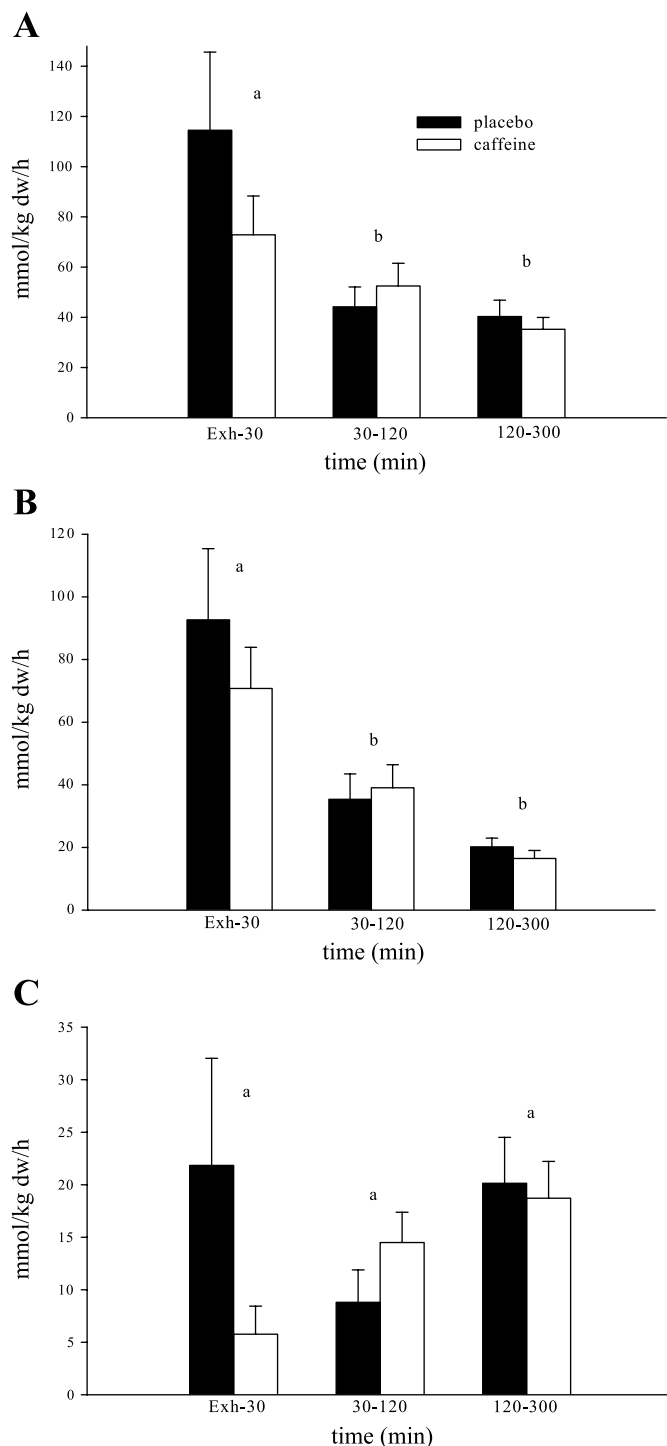 A
mmol/kg dw/h
140
120
100
80
60
40
20
0
a
b
b
placebo
caffeine
Exh-30 30-120 120-300
time (min)
B
mmol/kg dw/h
120
100
80
60
40
20
0
a
b
b
Exh-30 30-120 120-300
time (min)
C
mmol/kg dw/h
35
30
25
20
15
10
5
0
a
a
a
Exh-30 30-120 120-300
time (min)